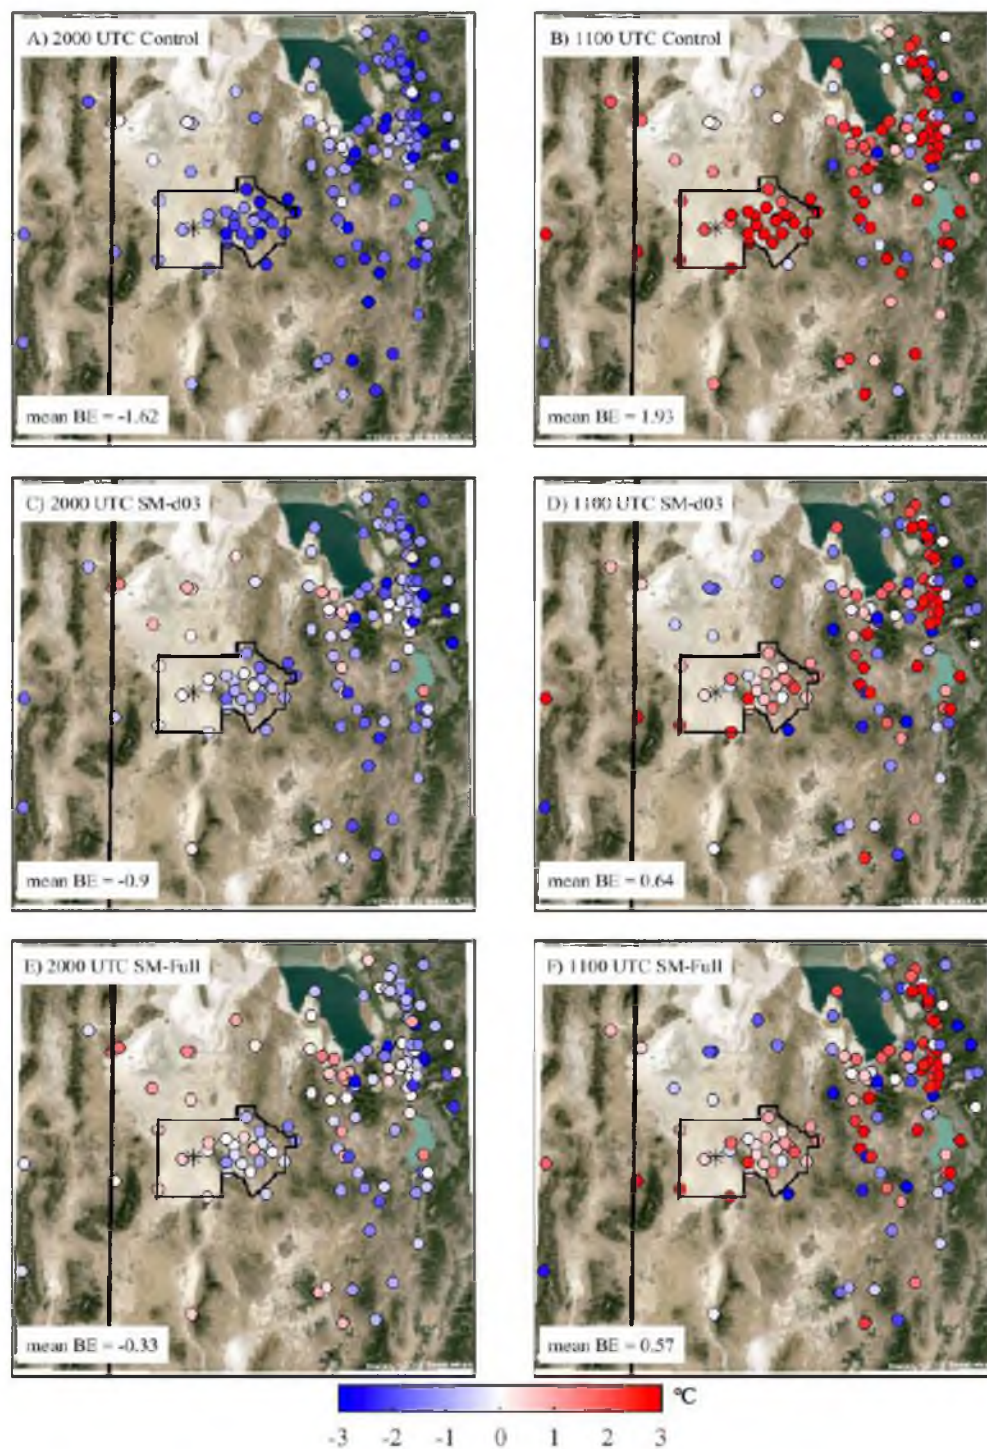 A) 2000 UTC Control
B) 1100 UTC Control
mean BE = -1.62
mean BE = 1.93
C) 2000 UTC SM-d03
D) 1100 UTC SM-d03
mean BE = -0.9
mean BE = 0.64
E) 2000 UTC SM-Full
F) 1100 UTC SM-Full
mean BE = -0.33
mean BE = 0.57
°C
-3 -2 -1 0 1 2 3